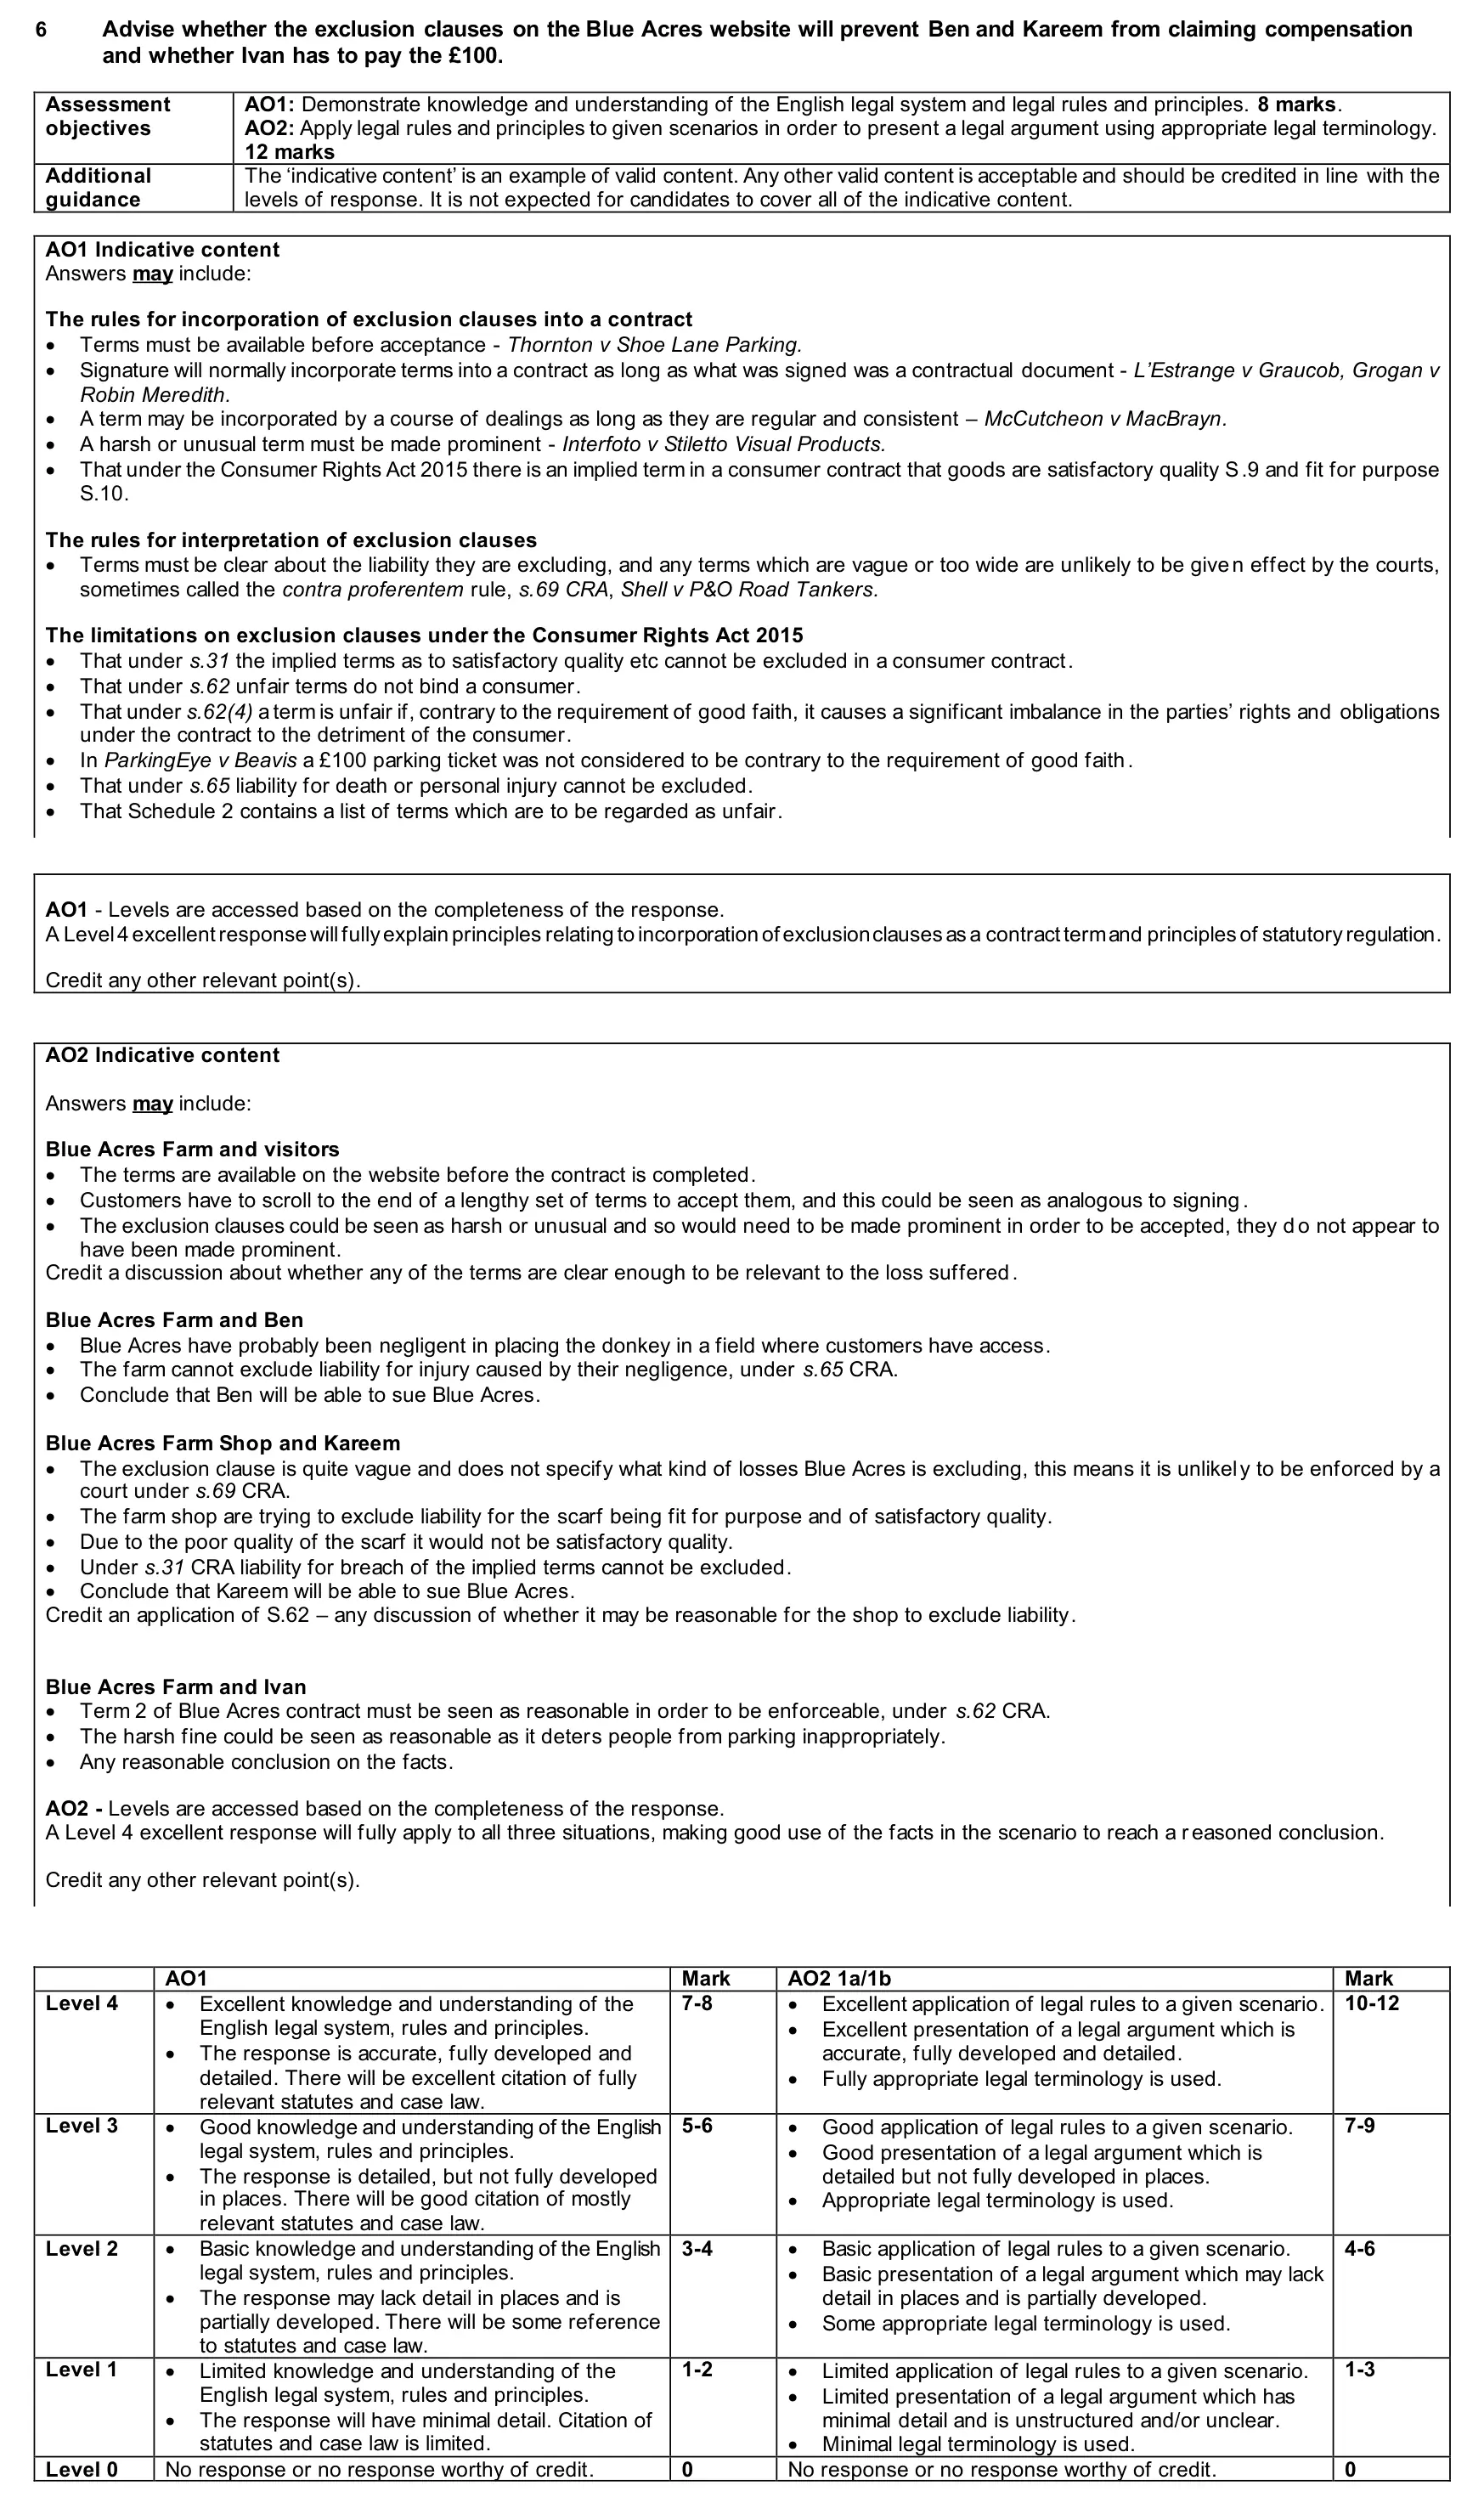 6 Advise whether the exclusion clauses on the Blue Acres website will prevent Ben and Kareem from claiming compensation
and whether Ivan has to pay the £100.
Assessment objectives
AO1: Demonstrate knowledge and understanding of the English legal system and legal rules and principles. 8 marks.
AO2: Apply legal rules and principles to given scenarios in order to present a legal argument using appropriate legal terminology.
12 marks
Additional guidance
The ‘indicative content’ is an example of valid content. Any other valid content is acceptable and should be credited in line with the
levels of response. It is not expected for candidates to cover all of the indicative content.
AO1 Indicative content
Answers may include:
The rules for incorporation of exclusion clauses into a contract
• Terms must be available before acceptance - Thornton v Shoe Lane Parking.
• Signature will normally incorporate terms into a contract as long as what was signed was a contractual document - L’Estrange v Graucob, Grogan v
Robin Meredith.
• A term may be incorporated by a course of dealings as long as they are regular and consistent – McCutcheon v MacBrayn.
• A harsh or unusual term must be made prominent - Interfoto v Stiletto Visual Products.
• That under the Consumer Rights Act 2015 there is an implied term in a consumer contract that goods are satisfactory quality S.9 and fit for purpose
S.10.
The rules for interpretation of exclusion clauses
• Terms must be clear about the liability they are excluding, and any terms which are vague or too wide are unlikely to be given effect by the courts,
sometimes called the contra proferentem rule, s.69 CRA, Shell v P&O Road Tankers.
The limitations on exclusion clauses under the Consumer Rights Act 2015
• That under s.31 the implied terms as to satisfactory quality etc cannot be excluded in a consumer contract.
• That under s.62 unfair terms do not bind a consumer.
• That under s.62(4) a term is unfair if, contrary to the requirement of good faith, it causes a significant imbalance in the parties’ rights and obligations
under the contract to the detriment of the consumer.
• In ParkingEye v Beavis a £100 parking ticket was not considered to be contrary to the requirement of good faith.
• That under s.65 liability for death or personal injury cannot be excluded.
• That Schedule 2 contains a list of terms which are to be regarded as unfair.
AO1 - Levels are accessed based on the completeness of the response.
A Level 4 excellent response will fully explain principles relating to incorporation of exclusion clauses as a contract term and principles of statutory regulation.
Credit any other relevant point(s).
AO2 Indicative content
Answers may include:
Blue Acres Farm and visitors
• The terms are available on the website before the contract is completed.
• Customers have to scroll to the end of a lengthy set of terms to accept them, and this could be seen as analogous to signing.
• The exclusion clauses could be seen as harsh or unusual and so would need to be made prominent in order to be accepted, they do not appear to
have been made prominent.
Credit a discussion about whether any of the terms are clear enough to be relevant to the loss suffered.
Blue Acres Farm and Ben
• Blue Acres have probably been negligent in placing the donkey in a field where customers have access.
• The farm cannot exclude liability for injury caused by their negligence, under s.65 CRA.
• Conclude that Ben will be able to sue Blue Acres.
Blue Acres Farm Shop and Kareem
• The exclusion clause is quite vague and does not specify what kind of losses Blue Acres is excluding, this means it is unlikely to be enforced by a
court under s.69 CRA.
• The farm shop are trying to exclude liability for the scarf being fit for purpose and of satisfactory quality.
• Due to the poor quality of the scarf it would not be satisfactory quality.
• Under s.31 CRA liability for breach of the implied terms cannot be excluded.
• Conclude that Kareem will be able to sue Blue Acres.
Credit an application of S.62 – any discussion of whether it may be reasonable for the shop to exclude liability.
Blue Acres Farm and Ivan
• Term 2 of Blue Acres contract must be seen as reasonable in order to be enforceable, under s.62 CRA.
• The harsh fine could be seen as reasonable as it deters people from parking inappropriately.
• Any reasonable conclusion on the facts.
AO2 - Levels are accessed based on the completeness of the response.
A Level 4 excellent response will fully apply to all three situations, making good use of the facts in the scenario to reach a reasoned conclusion.
Credit any other relevant point(s).
AO1 Mark AO2 1a/1b Mark
Level 4
• Excellent knowledge and understanding of the
English legal system, rules and principles.
• The response is accurate, fully developed and
detailed. There will be excellent citation of fully
relevant statutes and case law.
7-8
• Excellent application of legal rules to a given scenario.
• Excellent presentation of a legal argument which is
accurate, fully developed and detailed.
• Fully appropriate legal terminology is used.
10-12
Level 3
• Good knowledge and understanding of the English
legal system, rules and principles.
• The response is detailed, but not fully developed
in places. There will be good citation of mostly
relevant statutes and case law.
5-6
• Good application of legal rules to a given scenario.
• Good presentation of a legal argument which is
detailed but not fully developed in places.
• Appropriate legal terminology is used.
7-9
Level 2
• Basic knowledge and understanding of the English
legal system, rules and principles.
• The response may lack detail in places and is
partially developed. There will be some reference
to statutes and case law.
3-4
• Basic application of legal rules to a given scenario.
• Basic presentation of a legal argument which may lack
detail in places and is partially developed.
• Some appropriate legal terminology is used.
4-6
Level 1
• Limited knowledge and understanding of the
English legal system, rules and principles.
• The response will have minimal detail. Citation of
statutes and case law is limited.
1-2
• Limited application of legal rules to a given scenario.
• Limited presentation of a legal argument which has
minimal detail and is unstructured and/or unclear.
• Minimal legal terminology is used.
1-3
Level 0
No response or no response worthy of credit.
0
No response or no response worthy of credit.
0